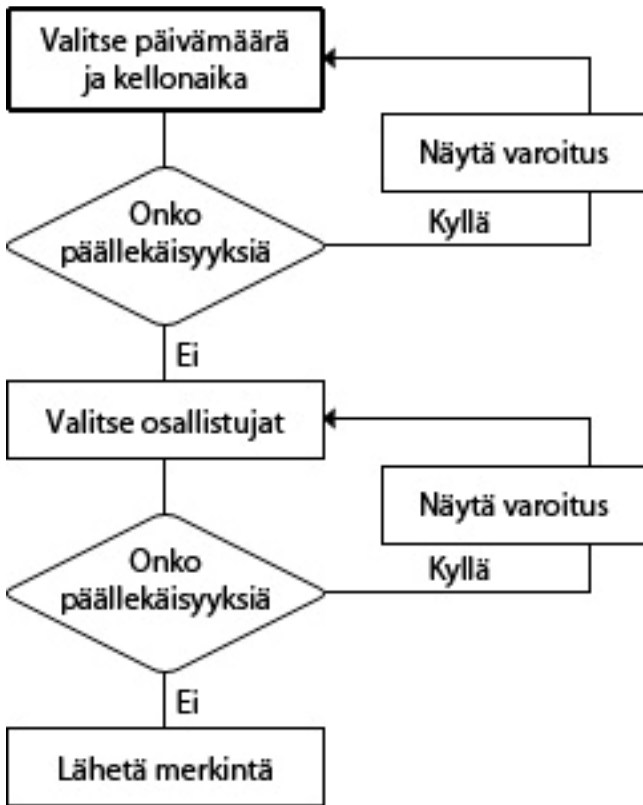 Valitse päivämäärä
ja kellonaika
Näytä varoitus
Onko
päällekäisyyksiä
Kyllä
Ei
Valitse osallistujat
Näytä varoitus
Onko
päällekäisyyksiä
Kyllä
Ei
Lähetä merkintä